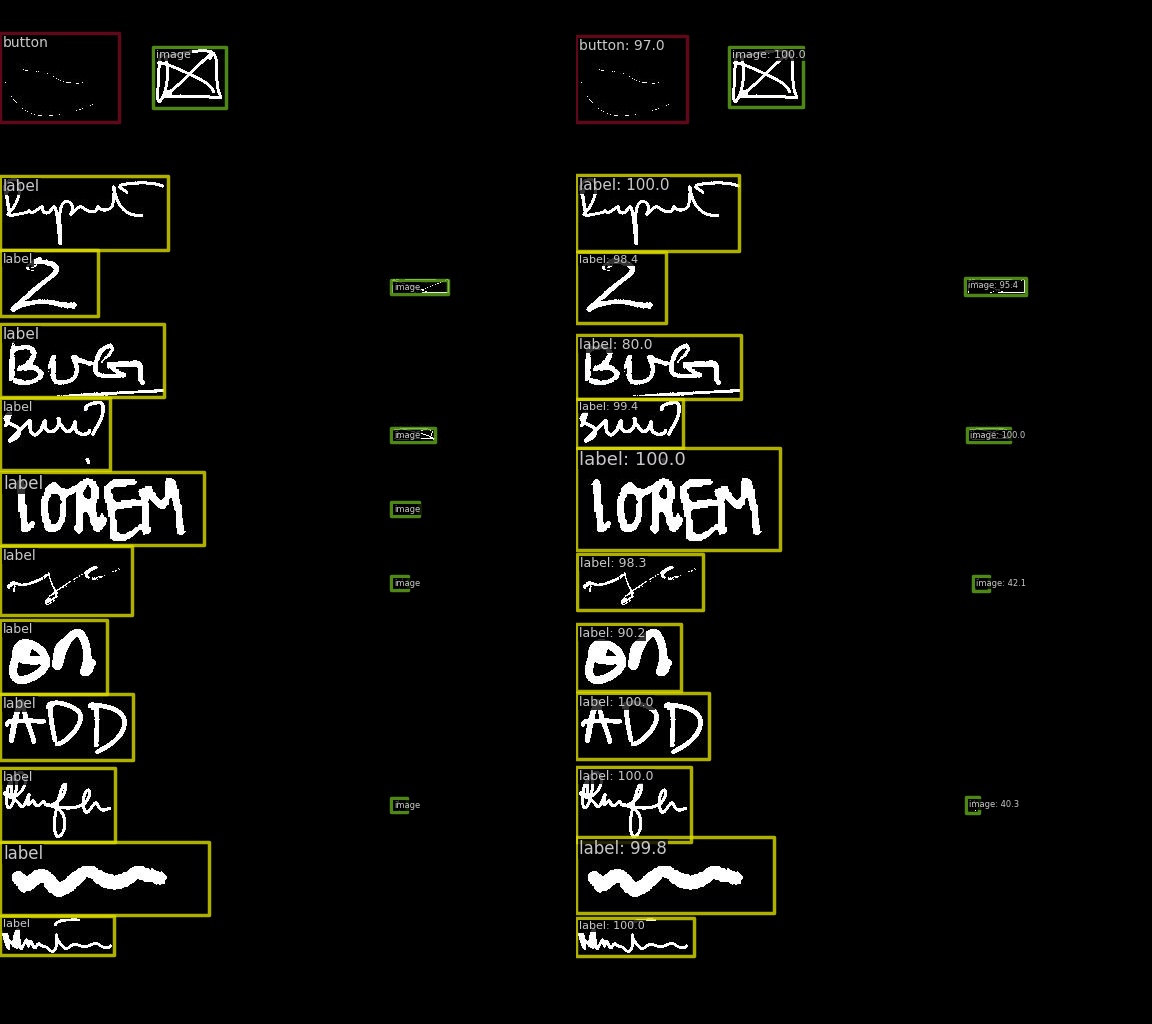 button image button: 97.0 image: 100.0
label label: 100.0
label label: 98.4
2 image 2 image: 95.4
label label: 80.0
BUG BUG
label label: 99.4
image image: 100.0
label label: 100.0
lOREM image lOREM
label label: 98.3
image image: 42.1
label label: 90.2
on on
label label: 100.0
ADD ADD
label label: 100.0
image image: 40.3
label label: 99.8
label label: 100.0